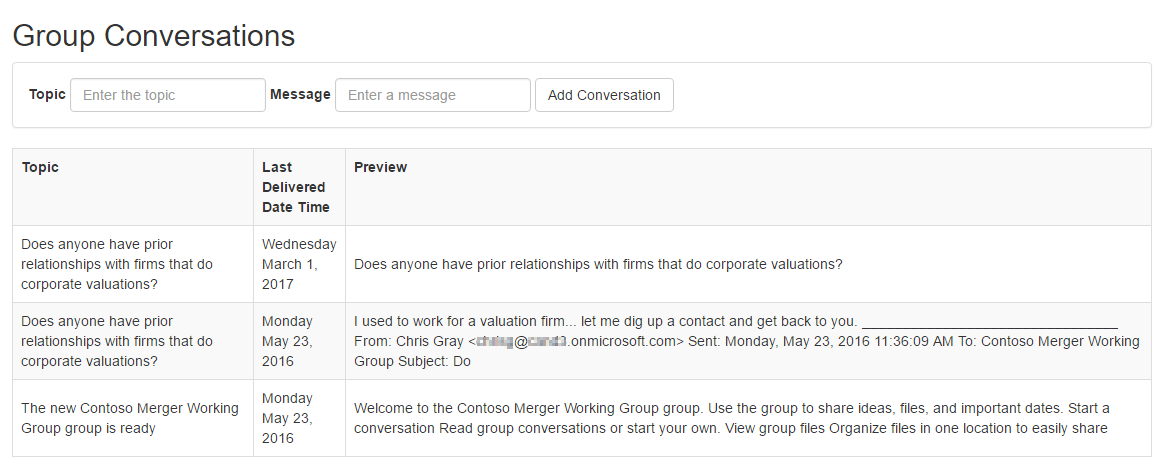 Group Conversations
Topic Enter the topic Message Enter a message Add Conversation
Topic
Last
Delivered
Date Time
Preview
Does anyone have prior
relationships with firms that do
corporate valuations?
Wednesday
March 1,
2017
Does anyone have prior relationships with firms that do corporate valuations?
Does anyone have prior
relationships with firms that do
corporate valuations?
Monday
May 23,
2016
I used to work for a valuation firm... let me dig up a contact and get back to you. ________________________________
From: Chris Gray <@.onmicrosoft.com> Sent: Monday, May 23, 2016 11:36:09 AM To: Contoso Merger Working
Group Subject: Do
The new Contoso Merger Working
Group group is ready
Monday
May 23,
2016
Welcome to the Contoso Merger Working Group group. Use the group to share ideas, files, and important dates. Start a
conversation Read group conversations or start your own. View group files Organize files in one location to easily share